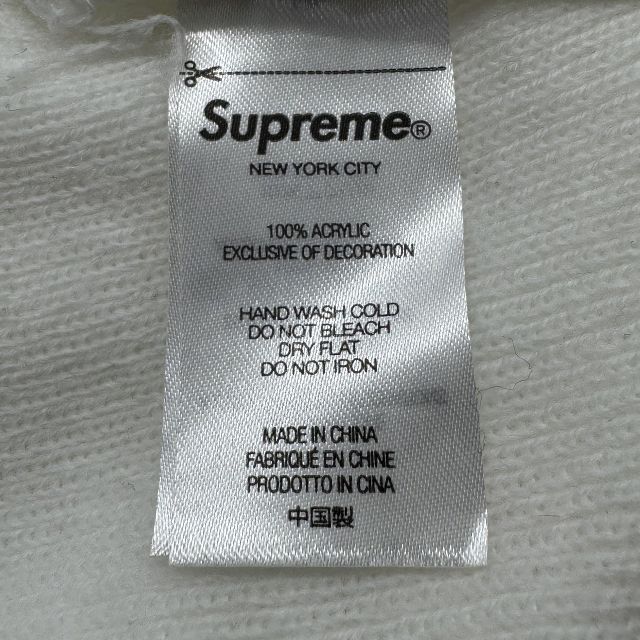 Supreme®
NEW YORK CITY
100% ACRYLIC
EXCLUSIVE OF DECORATION
HAND WASH COLD
DO NOT BLEACH
DRY FLAT
DO NOT IRON
MADE IN CHINA
FABRIQUÉ EN CHINE
PRODOTTO IN CINA
中国製